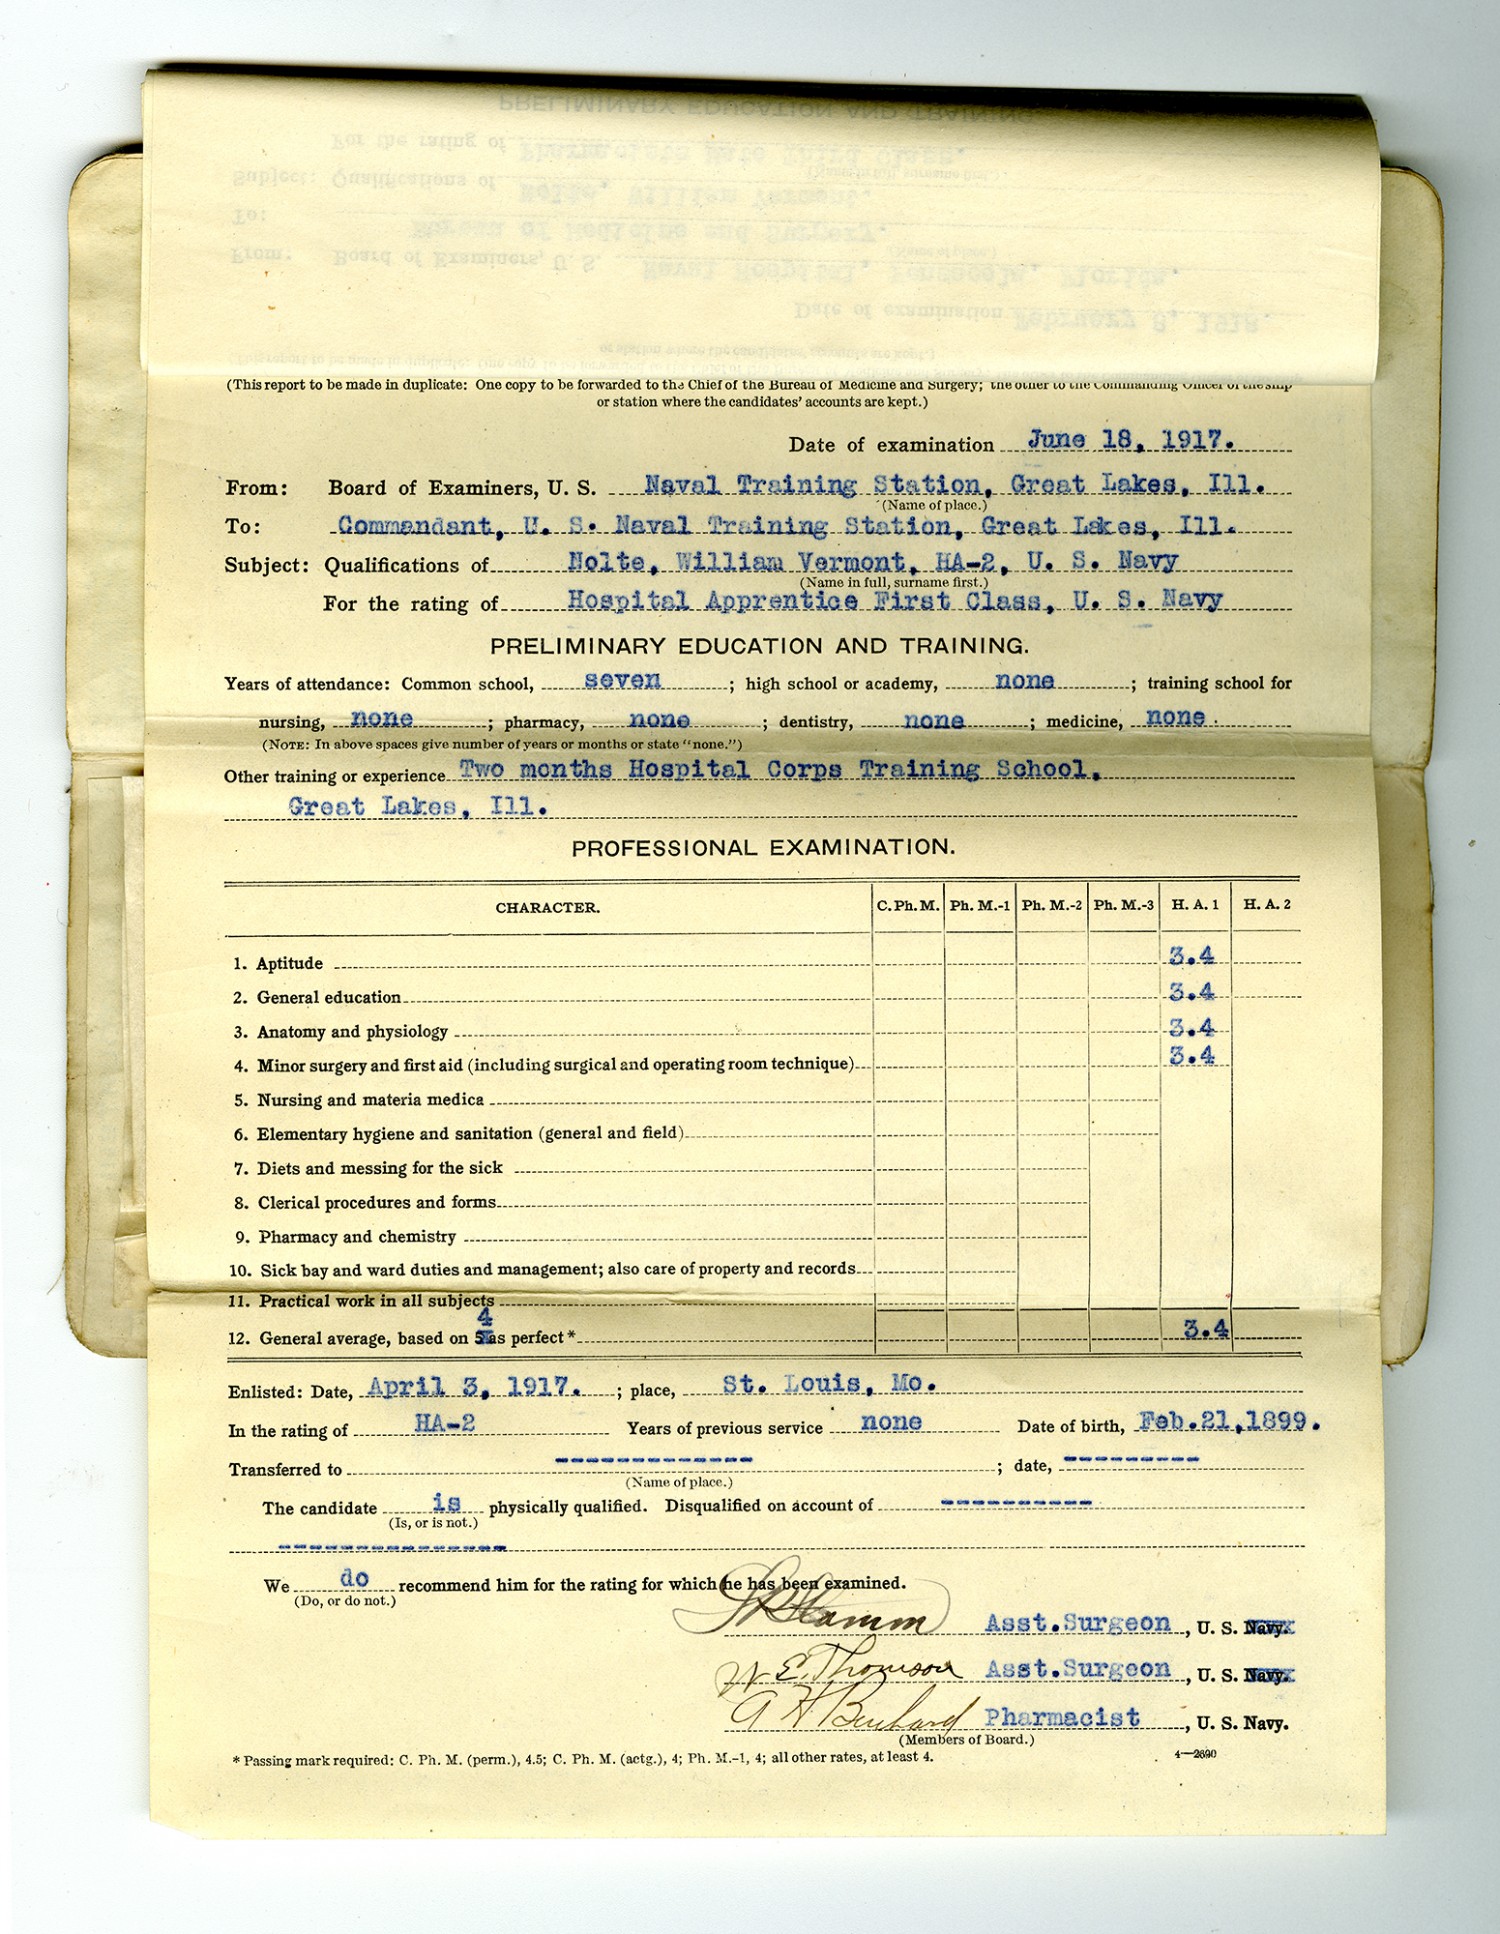 (This report to be made in duplicate: One copy to be forwarded to the Chief of the Bureau of Medicine and Surgery; the other to the Commanding Officer of the ship
or station where the candidates' accounts are kept.)
Date of examination June 18, 1917.
From: Board of Examiners, U. S. Naval Training Station, Great Lakes, Ill.
(Name of place.)
To: Commandant, U. S. Naval Training Station, Great Lakes, Ill.
Subject: Qualifications of Nolte, William Vermont, HA-2, U. S. Navy
(Name in full, surname first.)
For the rating of Hospital Apprentice First Class, U. S. Navy
PRELIMINARY EDUCATION AND TRAINING.
Years of attendance: Common school, seven; high school or academy, none; training school for
nursing, none; pharmacy, none; dentistry, none; medicine, none.
(NOTE: In above spaces give number of years or months or state "none.")
Other training or experience Two months Hospital Corps Training School,
Great Lakes, Ill.
PROFESSIONAL EXAMINATION.
CHARACTER. C. Ph. M. Ph. M.-1 Ph. M.-2 Ph. M.-3 H. A. 1 H. A. 2
1. Aptitude 3.4
2. General education 3.4
3. Anatomy and physiology 3.4
4. Minor surgery and first aid (including surgical and operating room technique) 3.4
5. Nursing and materia medica
6. Elementary hygiene and sanitation (general and field)
7. Diets and messing for the sick
8. Clerical procedures and forms
9. Pharmacy and chemistry
10. Sick bay and ward duties and management; also care of property and records
11. Practical work in all subjects
4
12. General average, based on 5 as perfect* 3.4
Enlisted: Date, April 3, 1917.; place, St. Louis, Mo.
In the rating of HA-2 Years of previous service none Date of birth, Feb.21,1899.
Transferred to ------------; date, ---------
(Name of place.)
The candidate is physically qualified. Disqualified on account of ----------
(Is, or is not.)
---------------
We do recommend him for the rating for which he has been examined.
(Do, or do not.)
Hamm Asst.Surgeon, U. S. Navy.
W E. Thomson Asst.Surgeon, U. S. Navy.
A H Pharmacist, U. S. Navy.
(Members of Board.)
* Passing mark required: C. Ph. M. (perm.), 4.5; C. Ph. M. (actg.), 4; Ph. M.-1, 4; all other rates, at least 4.
4—2690